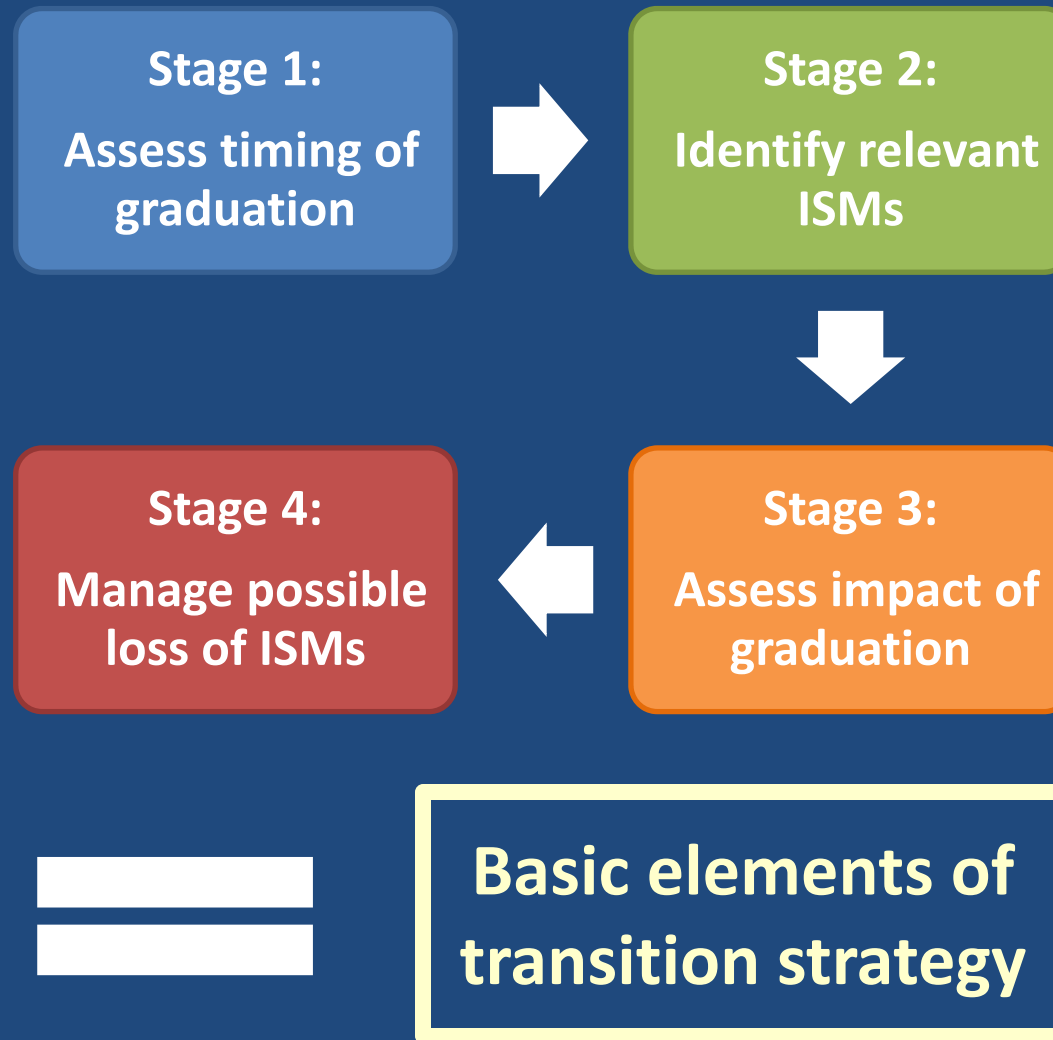 Stage 1:
Assess timing of
graduation
Stage 2:
Identify relevant
ISMs
Stage 3:
Assess impact of
graduation
Stage 4:
Manage possible
loss of ISMs
Basic elements of
transition strategy